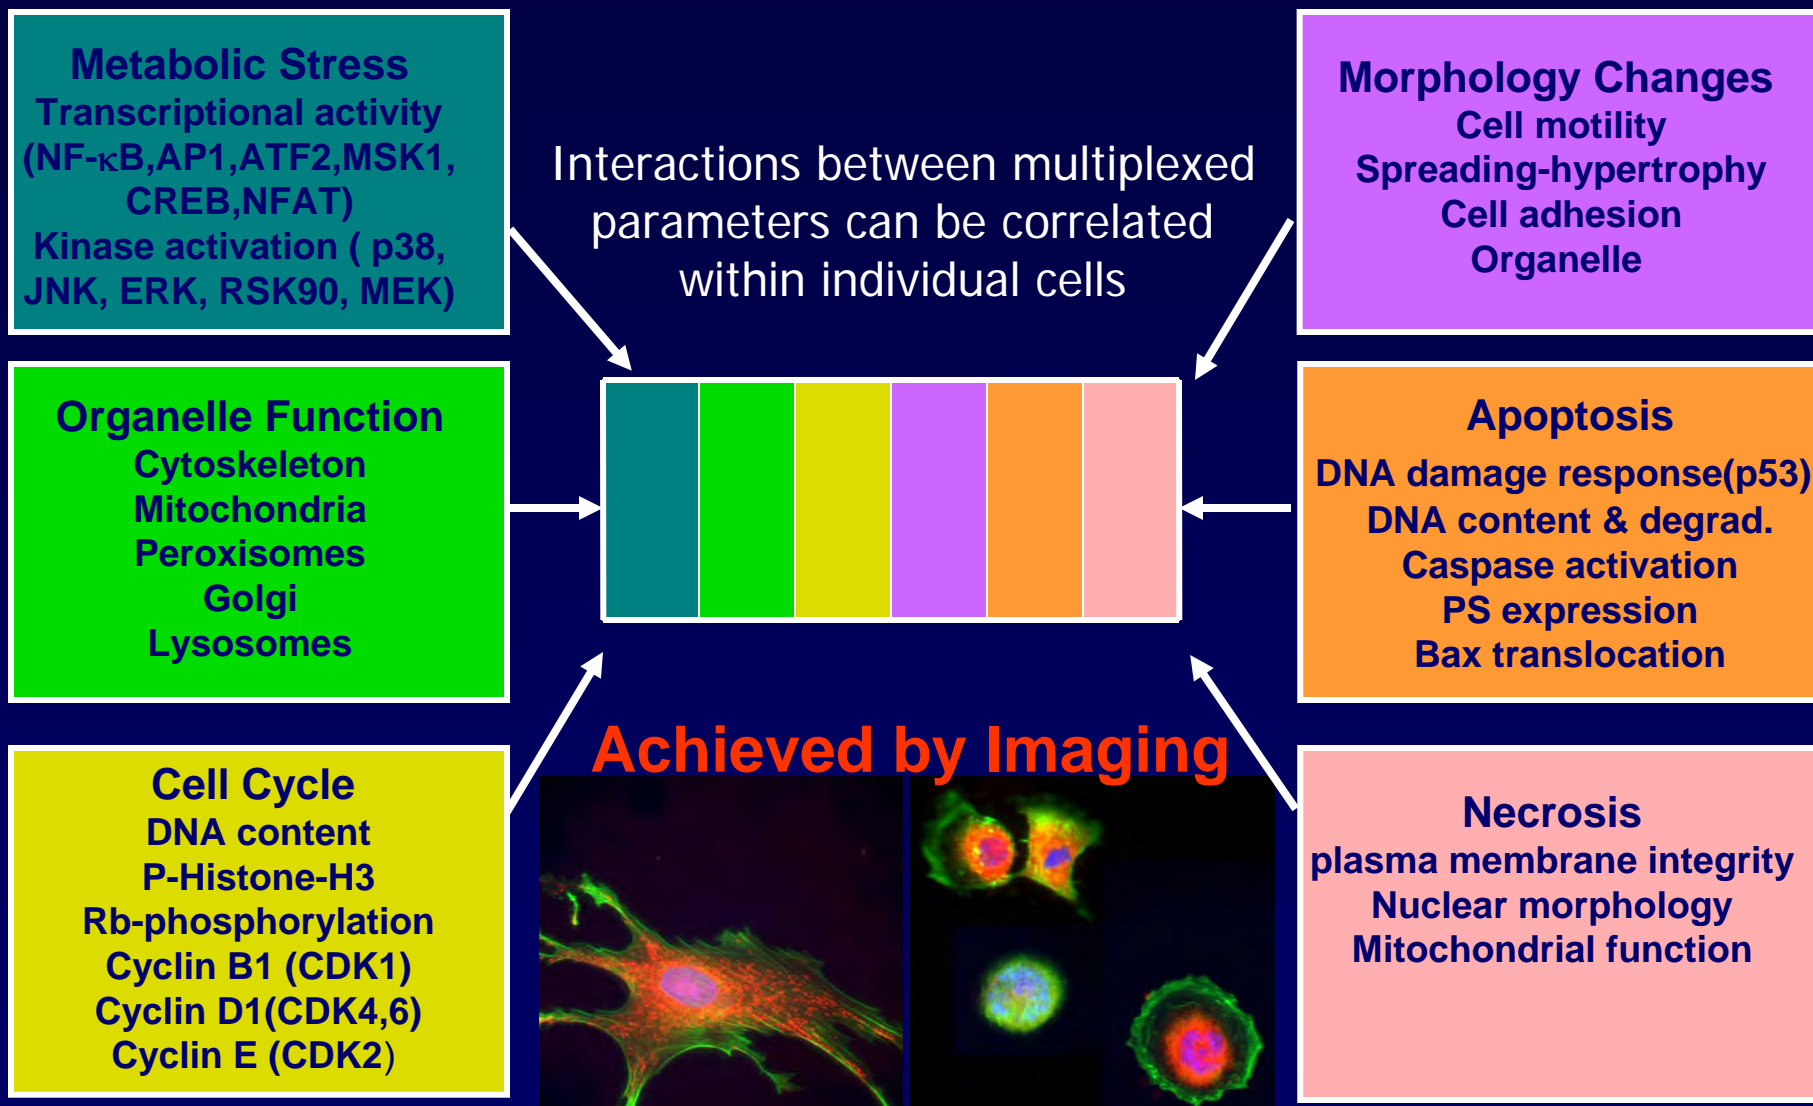 Metabolic Stress
Transcriptional activity
(NF-κB,AP1,ATF2,MSK1,
CREB,NFAT)
Kinase activation ( p38,
JNK, ERK, RSK90, MEK)
Organelle Function
Cytoskeleton
Mitochondria
Peroxisomes
Golgi
Lysosomes
Cell Cycle
DNA content
P-Histone-H3
Rb-phosphorylation
Cyclin B1 (CDK1)
Cyclin D1(CDK4,6)
Cyclin E (CDK2)
Interactions between multiplexed
parameters can be correlated
within individual cells
Achieved by Imaging
Morphology Changes
Cell motility
Spreading-hypertrophy
Cell adhesion
Organelle
Apoptosis
DNA damage response(p53)
DNA content & degrad.
Caspase activation
PS expression
Bax translocation
Necrosis
plasma membrane integrity
Nuclear morphology
Mitochondrial function